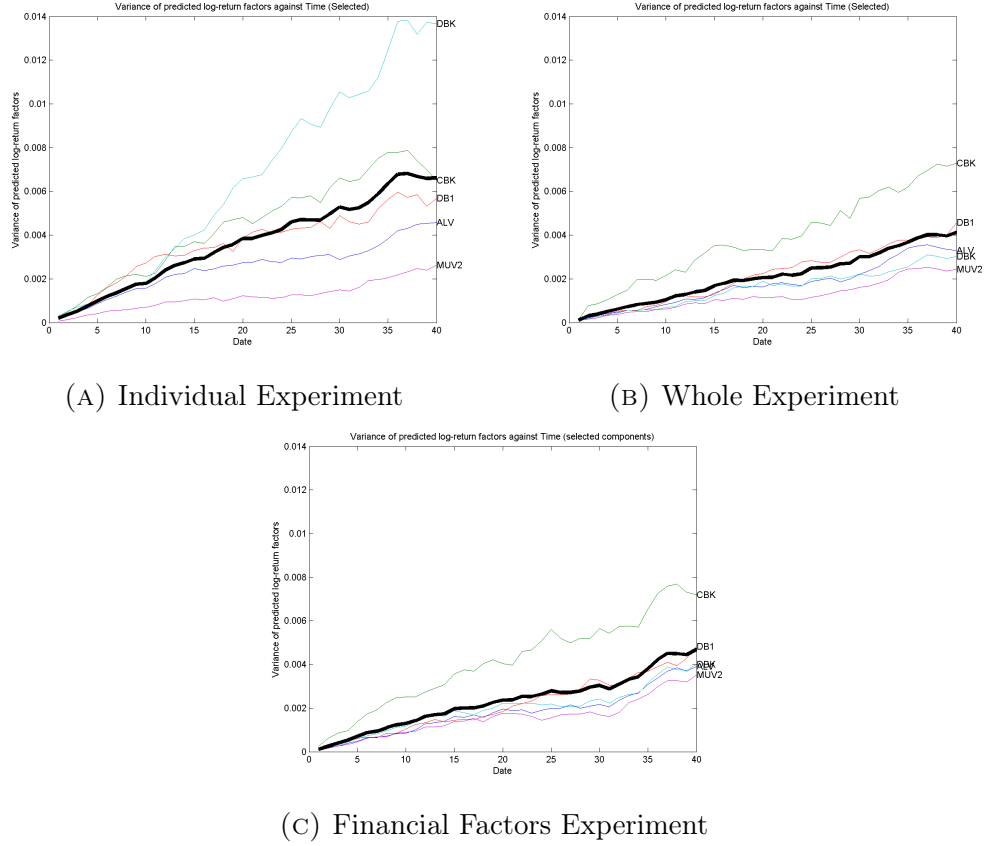 Variance of predicted log-return factors against Time (Selected)
Variance of predicted log-return factors
0.014
0.012
0.01
0.008
0.006
0.004
0.002
0
0 5 10 15 20 25 30 35 40
Date
DBK
CBK
DB1
ALV
MUV2
(A) Individual Experiment
Variance of predicted log-return factors against Time (Selected)
Variance of predicted log-return factors
0.014
0.012
0.01
0.008
0.006
0.004
0.002
0
0 5 10 15 20 25 30 35 40
Date
CBK
DB1
ALV
DBK
MUV2
(B) Whole Experiment
Variance of predicted log-return factors against Time (selected components)
Variance of predicted log-return factors
0.014
0.012
0.01
0.008
0.006
0.004
0.002
0
0 5 10 15 20 25 30 35 40
Date
CBK
DB1
DBK
ALV
MUV2
(C) Financial Factors Experiment